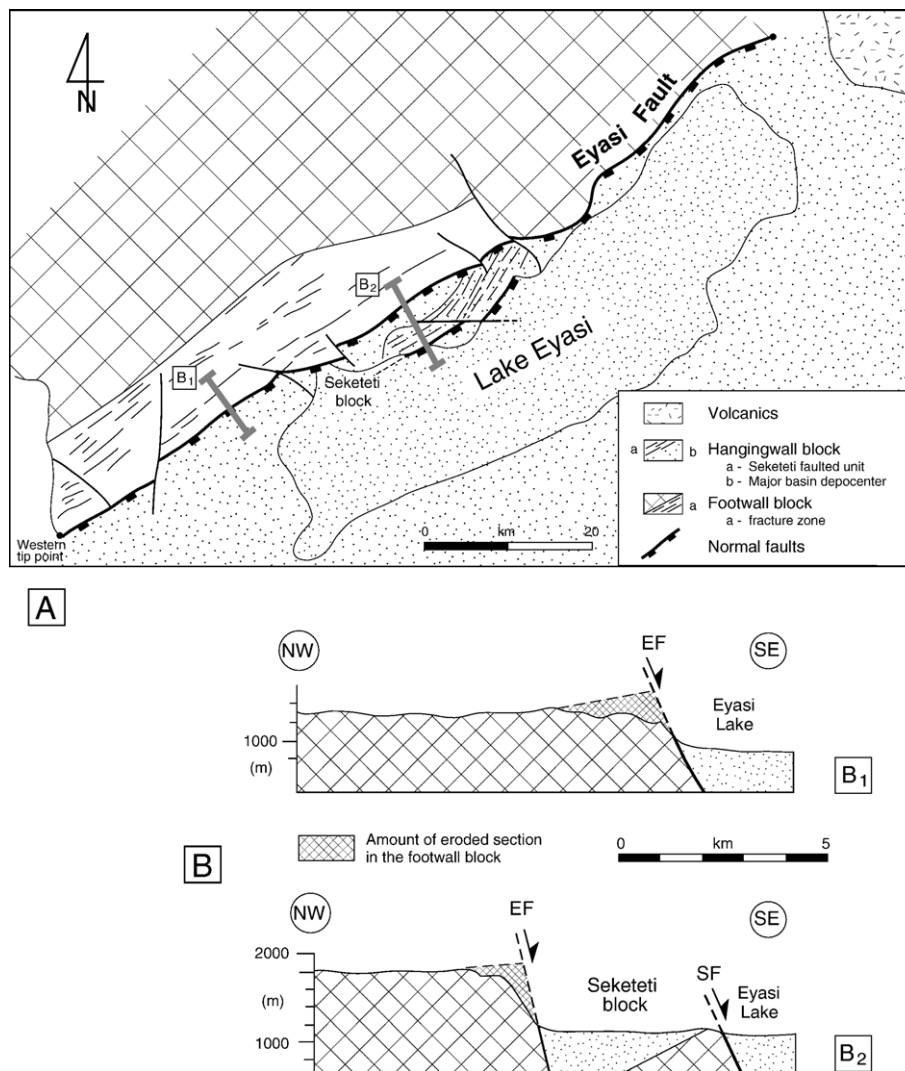 N
Eyasi Fault
B2
Lake Eyasi
B1
Seketeti
block
Western
tip point
0 km 20
Volcanics
a b Hangingwall block
a - Seketeti faulted unit
b - Major basin depocenter
a Footwall block
a - fracture zone
Normal faults
A
NW EF SE
Eyasi
Lake
1000
(m)
B1
Amount of eroded section
in the footwall block
0 km 5
B
NW EF SE
2000
(m)
1000
Seketeti
block
SF
Eyasi
Lake
B2